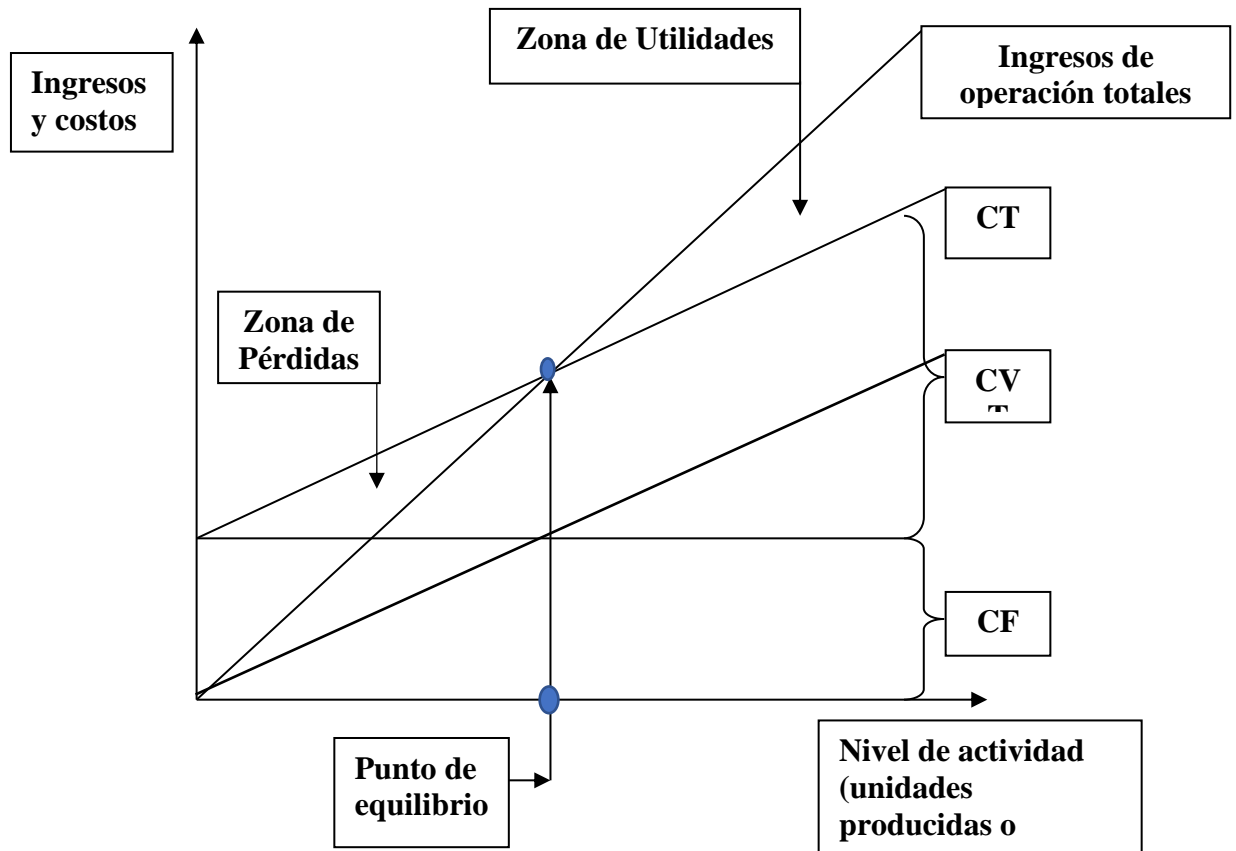 Zona de Utilidades
Ingresos de
operación totales
Ingresos
y costos
CT
Zona de
Pérdidas
CV
CF
Punto de
equilibrio
Nivel de actividad
(unidades
producidas o